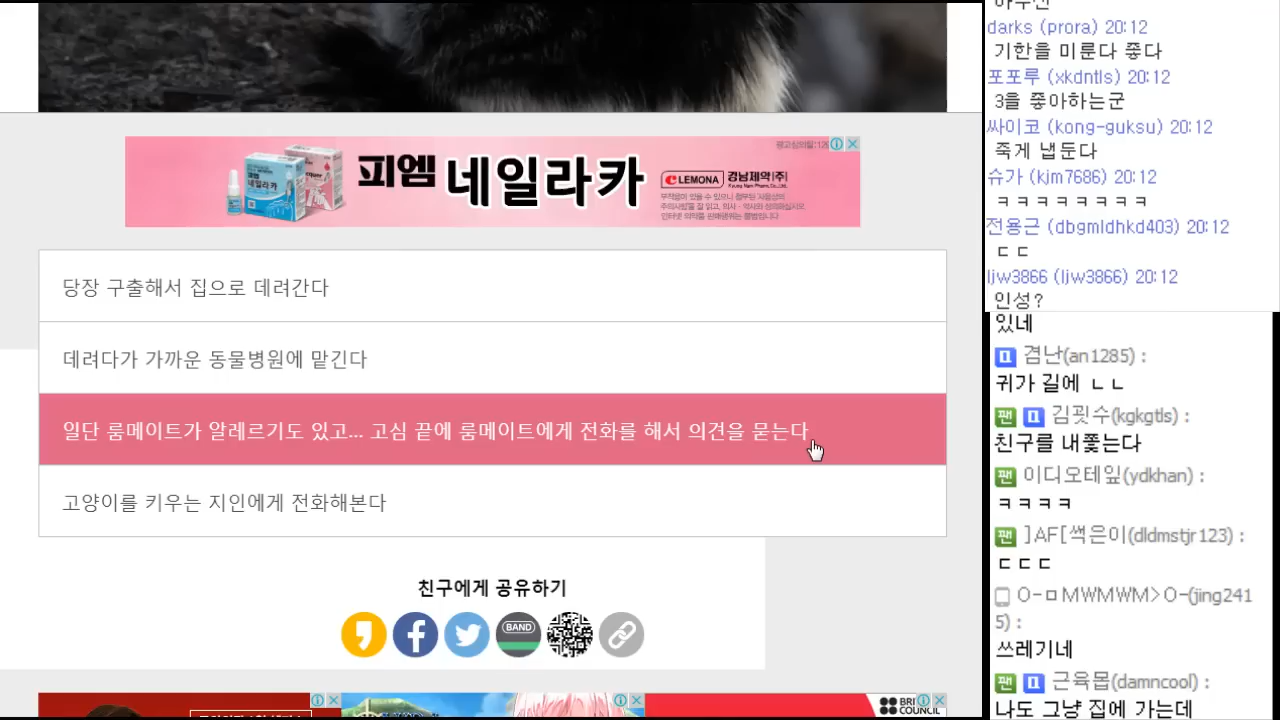 피엠 네일라카
LEMONA 경남제약(주)
당장 구출해서 집으로 데려간다
데려다가 가까운 동물병원에 맡긴다
일단 룸메이트가 알레르기도 있고... 고심 끝에 룸메이트에게 전화를 해서 의견을 묻는다
고양이를 키우는 지인에게 전화해본다
친구에게 공유하기
BAND
BRI
COUNCIL
darks (prora) 20:12
기한을 미룬다 좋다
포포루 (xkdntls) 20:12
3을 좋아하는군
싸이코 (kong-guksu) 20:12
죽게 냅둔다
슈가 (kjm7686) 20:12
ㅋㅋㅋㅋㅋㅋㅋㅋ
전용근 (dbgmldhkd403) 20:12
ㄷㄷ
ljw3866 (ljw3866) 20:12
인성?
있네
겸난(an1285) :
귀가 길에 ㄴㄴ
팬 김굇수(kgkgtls) :
친구를 내쫓는다
팬 이디오테잎(ydkhan) :
ㅋㅋㅋㅋ
팬 ]AF[썩은이(dldmstjr123) :
ㄷㄷㄷ
O-ㅁMWMWM>O-(jing241
5) :
쓰레기네
팬 근육몹(damncool) :
나도 그냥 집에 가는데